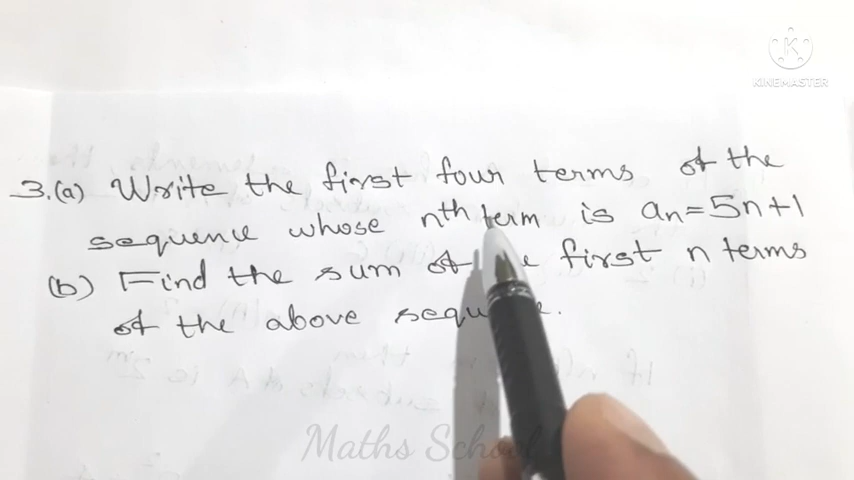 3.(a) Write the first four terms of the
sequence whose nth term is an=5n+1
(b) Find the sum of first n terms
of the above
KINEMASTER
Maths School